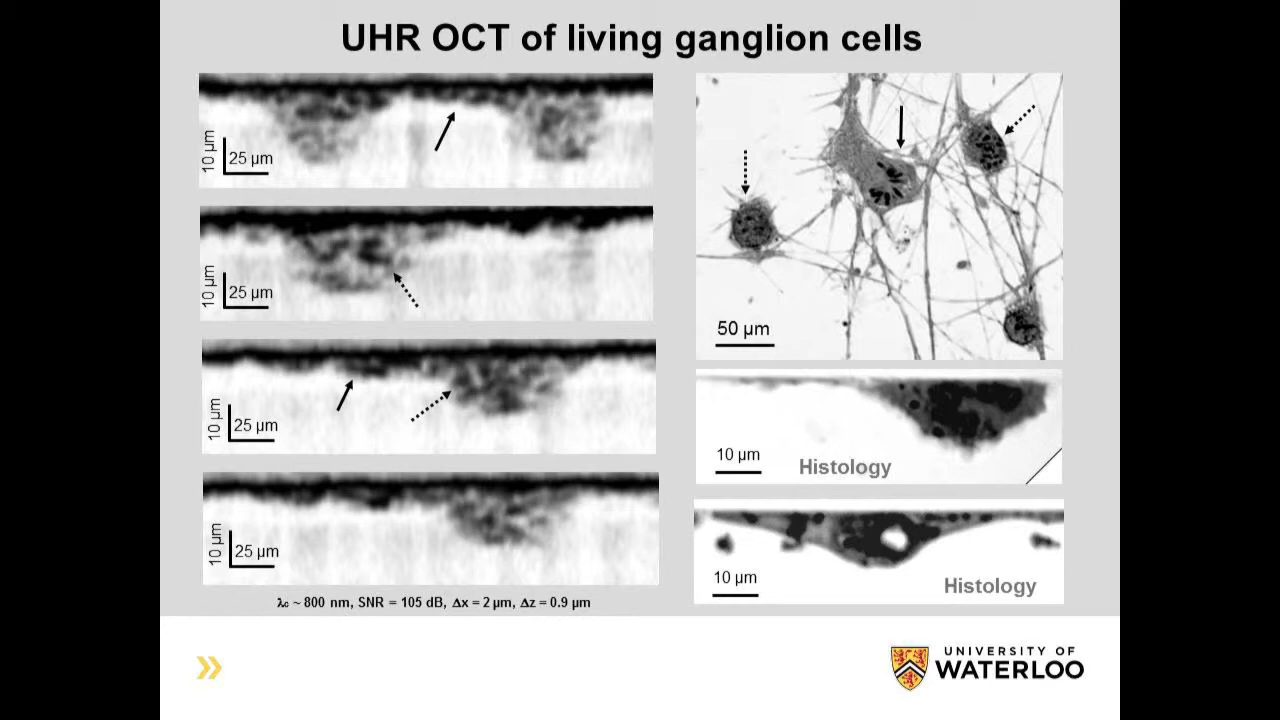 UHR OCT of living ganglion cells
10 µm
25 µm
10 µm
25 µm
10 µm
25 µm
10 µm
25 µm
λc ~ 800 nm, SNR = 105 dB, Δx = 2 µm, Δz = 0.9 µm
50 µm
10 µm
Histology
10 µm
Histology
UNIVERSITY OF
WATERLOO